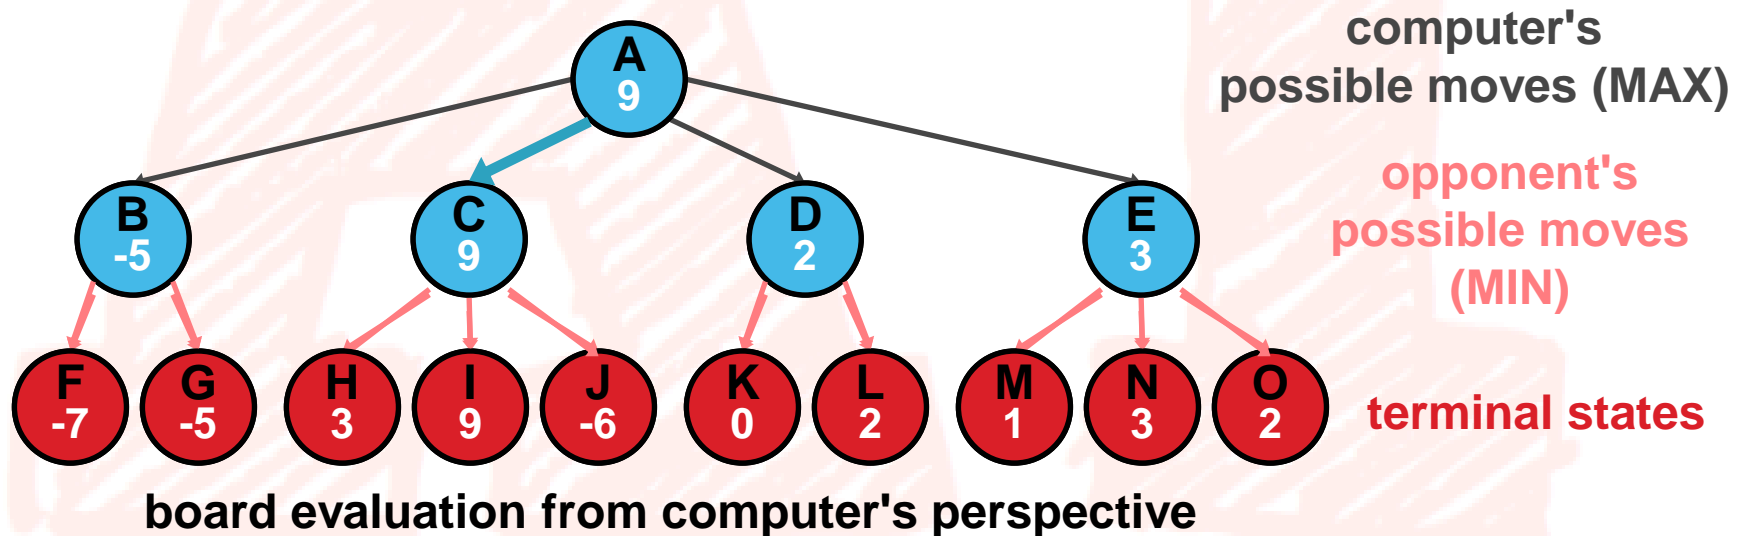 A
9
computer's
possible moves (MAX)
opponent's
possible moves
(MIN)
B
-5
C
9
D
2
E
3
F
-7
G
-5
H
3
I
9
J
-6
K
0
L
2
M
1
N
3
O
2
terminal states
board evaluation from computer's perspective